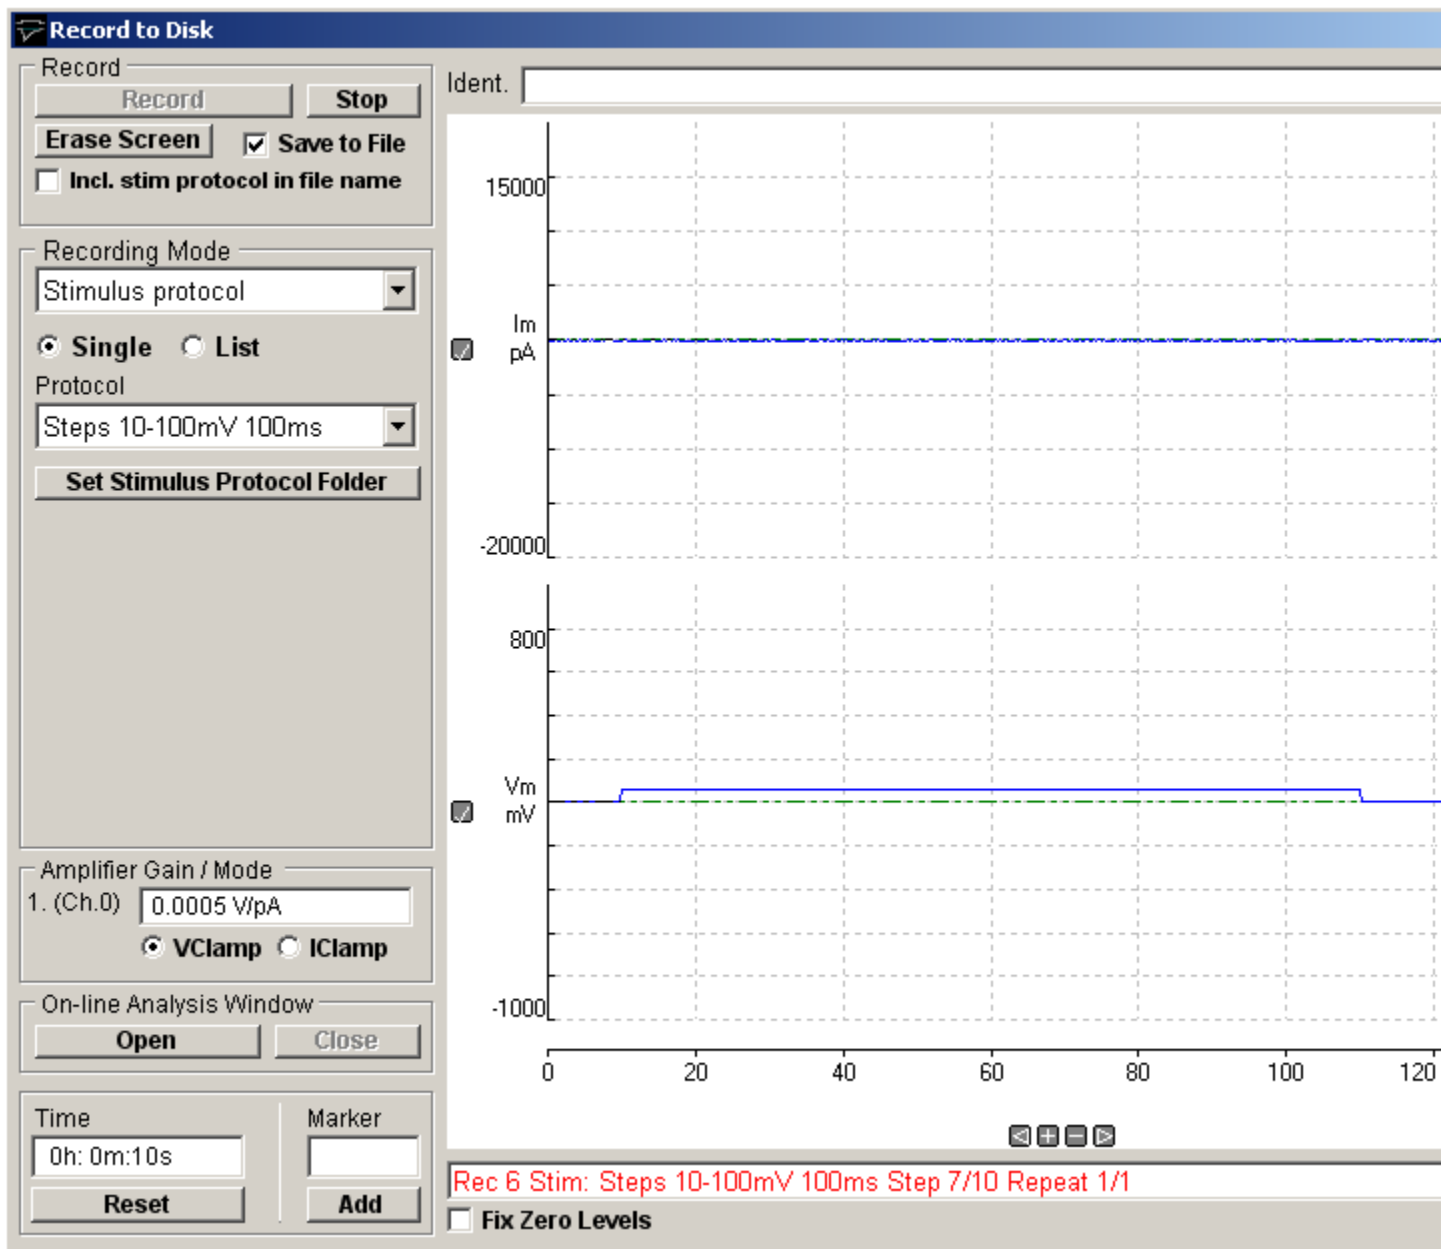 Record to Disk
Record
Record Stop
Erase Screen Save to File
Incl. stim protocol in file name
Recording Mode
Stimulus protocol
Single List
Protocol
Steps 10-100mV 100ms
Set Stimulus Protocol Folder
Amplifier Gain / Mode
1. (Ch.0) 0.0005 V/pA
VClamp IClamp
On-line Analysis Window
Open Close
Time Marker
0h: 0m:10s
Reset Add
Ident.
15000
Im
pA
-20000
800
Vm
mV
-1000
0 20 40 60 80 100 120
Rec 6 Stim: Steps 10-100mV 100ms Step 7/10 Repeat 1/1
Fix Zero Levels